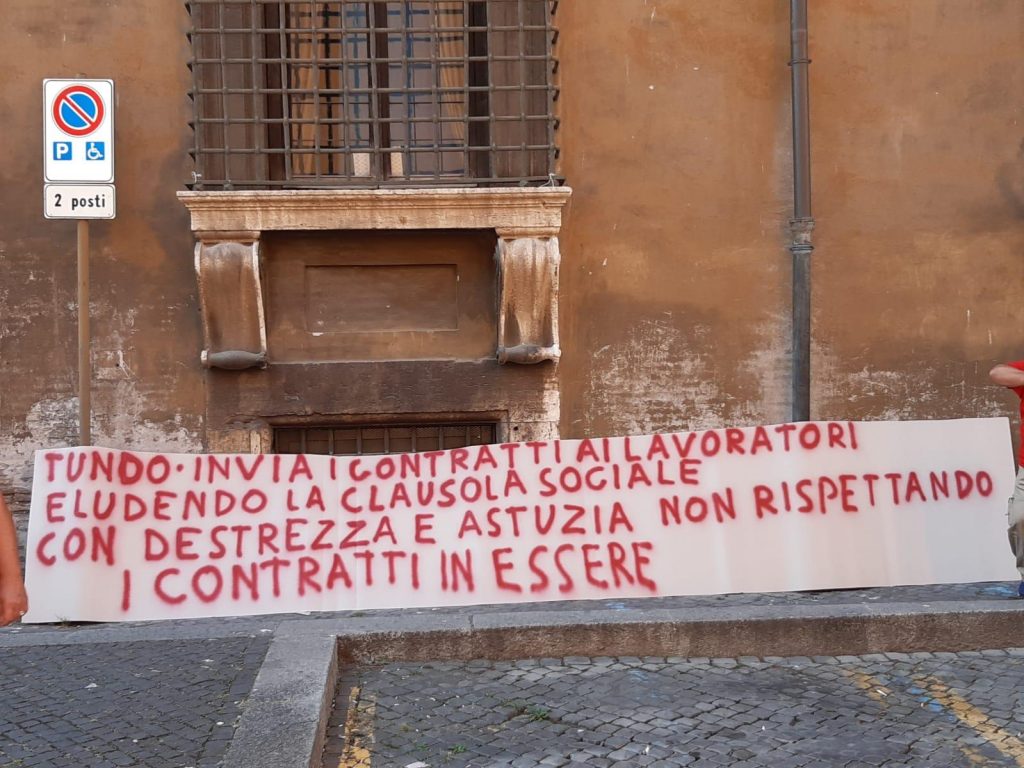 P
2 posti
TUNDO. INVIA I CONTRATTI AI LAVORATORI
ELUDENDO LA CLAUSOLA SOCIALE
CON DESTREZZA E ASTUZIA NON RISPETTANDO
I CONTRATTI IN ESSERE